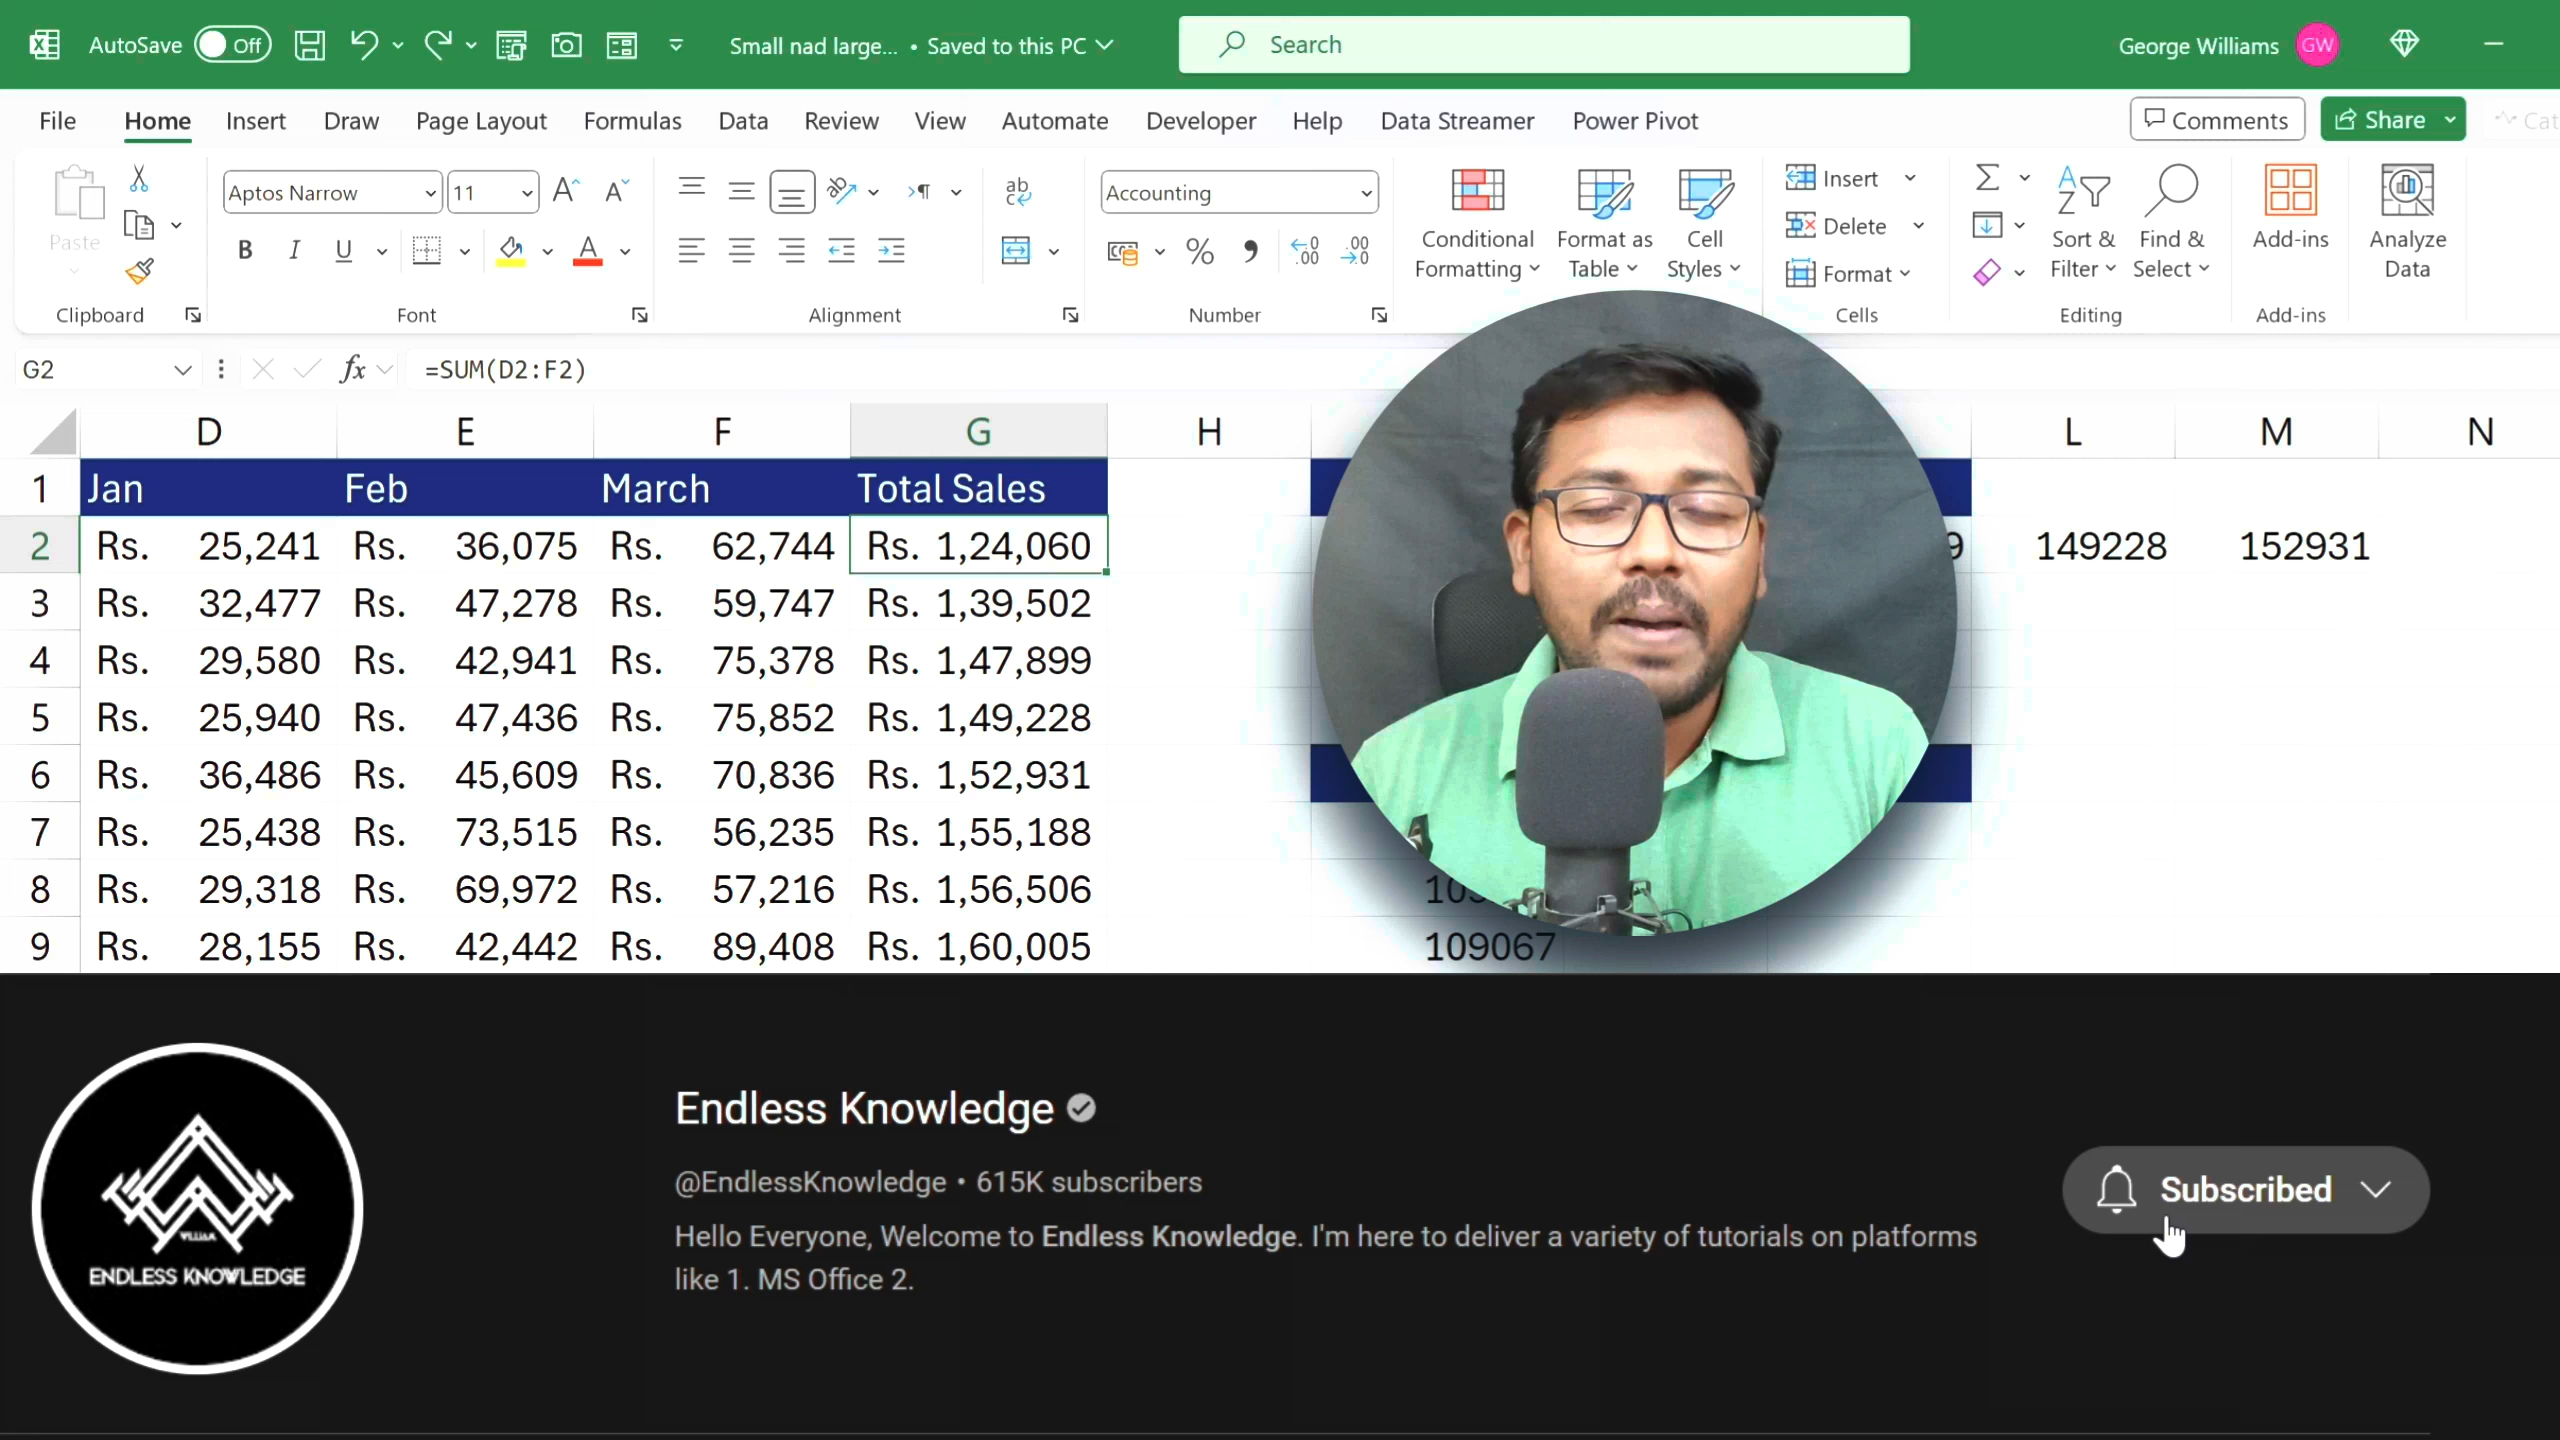 AutoSave Off Small nad large... • Saved to this PC Search George Williams GW
File Home Insert Draw Page Layout Formulas Data Review View Automate Developer Help Data Streamer Power Pivot Comments Share
Paste Aptos Narrow 11 Accounting Conditional Formatting Format as Table Cell Styles Insert Delete Format Sort & Filter Find & Select Add-ins Analyze Data
Clipboard Font Alignment Number Cells Editing Add-ins
G2 fx =SUM(D2:F2)
D E F G H L M N
1 Jan Feb March Total Sales
2 Rs. 25,241 Rs. 36,075 Rs. 62,744 Rs. 1,24,060 149228 152931
3 Rs. 32,477 Rs. 47,278 Rs. 59,747 Rs. 1,39,502
4 Rs. 29,580 Rs. 42,941 Rs. 75,378 Rs. 1,47,899
5 Rs. 25,940 Rs. 47,436 Rs. 75,852 Rs. 1,49,228
6 Rs. 36,486 Rs. 45,609 Rs. 70,836 Rs. 1,52,931
7 Rs. 25,438 Rs. 73,515 Rs. 56,235 Rs. 1,55,188
8 Rs. 29,318 Rs. 69,972 Rs. 57,216 Rs. 1,56,506
9 Rs. 28,155 Rs. 42,442 Rs. 89,408 Rs. 1,60,005 109067
WILLIAM
ENDLESS KNOWLEDGE
Endless Knowledge
@EndlessKnowledge • 615K subscribers
Hello Everyone, Welcome to Endless Knowledge. I'm here to deliver a variety of tutorials on platforms
like 1. MS Office 2.
Subscribed